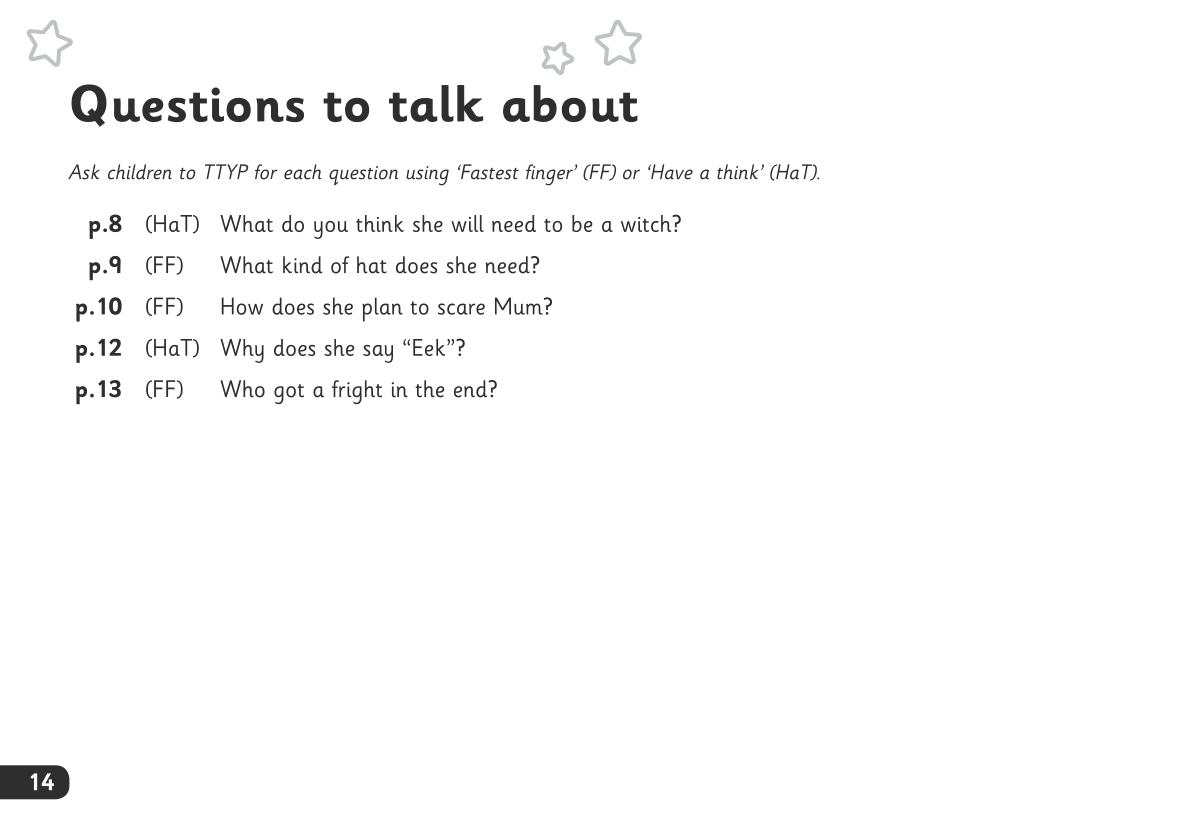 Questions to talk about
Ask children to TTYP for each question using ‘Fastest finger’ (FF) or ‘Have a think’ (HaT).
p.8 (HaT) What do you think she will need to be a witch?
p.9 (FF) What kind of hat does she need?
p.10 (FF) How does she plan to scare Mum?
p.12 (HaT) Why does she say “Eek”?
p.13 (FF) Who got a fright in the end?
14